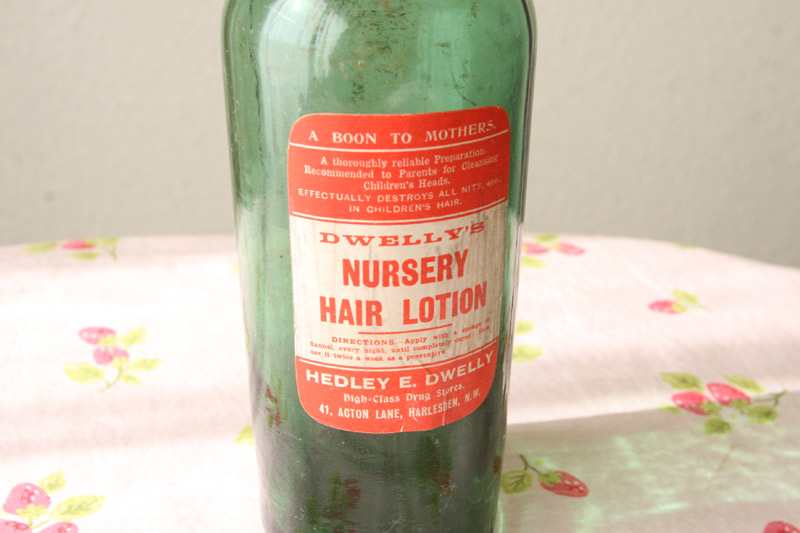 A BOON TO MOTHERS.
A thoroughly reliable Preparation.
Recommended to Parents for Cleansing
Children's Heads.
EFFECTUALLY DESTROYS ALL NITS, etc.
IN CHILDREN'S HAIR.
DWELLY'S
NURSERY
HAIR LOTION
DIRECTIONS.—Apply with a sponge or
flannel, every night, until completely cured; then
use it twice a week as a preventive.
HEDLEY E. DWELLY
High-Class Drug Stores,
41, ACTON LANE, HARLESDEN, N.W.